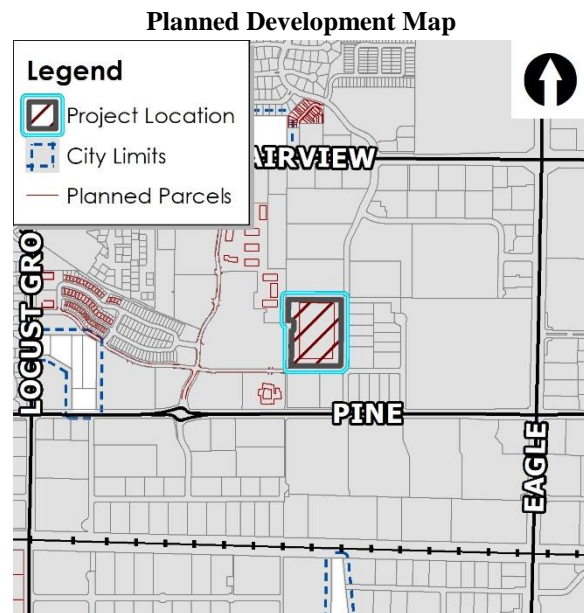 Planned Development Map
Legend
Project Location
City Limits
Planned Parcels
AIRVIEW
LOCUST GRO
PINE
EAGLE